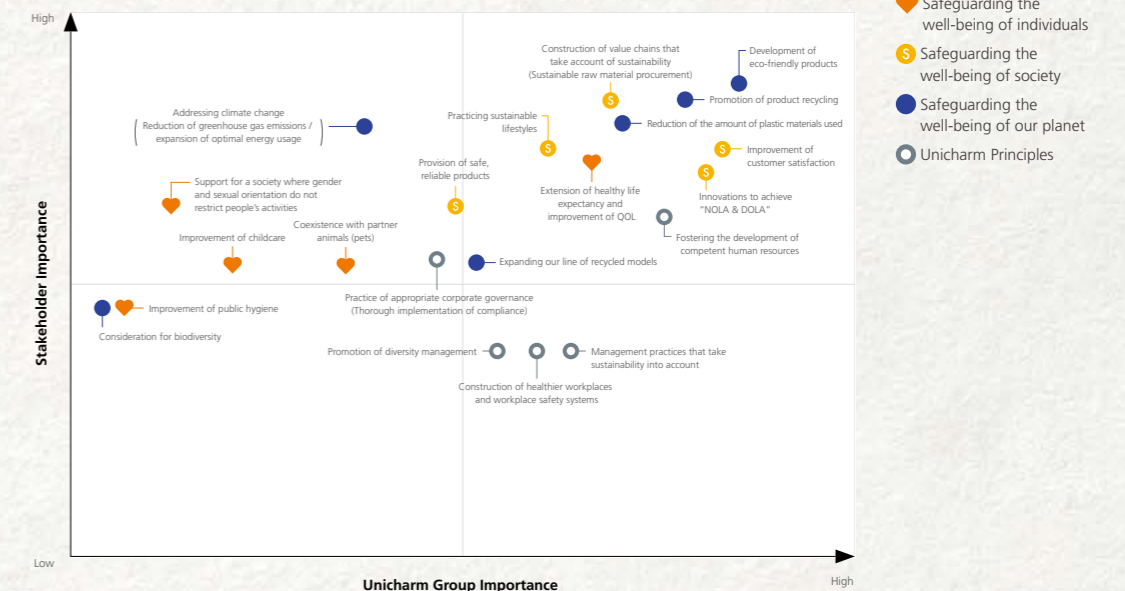 High
Safeguarding the
well-being of individuals
S
Safeguarding the
well-being of society
Safeguarding the
well-being of our planet
Unicharm Principles
Construction of value chains that
take account of sustainability
(Sustainable raw material procurement)
S
Development of
eco-friendly products
Promotion of product recycling
Addressing climate change
(Reduction of greenhouse gas emissions /
expansion of optimal energy usage)
Practicing sustainable
lifestyles
S
Reduction of the amount of plastic materials used
S
Improvement of
customer satisfaction
Provision of safe,
reliable products
S
Extension of healthy life
expectancy and
improvement of QOL
S
Innovations to achieve
"NOLA & DOLA"
Support for a society where gender
and sexual orientation do not
restrict people's activities
Improvement of childcare
Coexistence with partner
animals (pets)
Fostering the development of
competent human resources
Expanding our line of recycled models
Practice of appropriate corporate governance
(Thorough implementation of compliance)
Improvement of public hygiene
Consideration for biodiversity
Promotion of diversity management
Management practices that take
sustainability into account
Construction of healthier workplaces
and workplace safety systems
Stakeholder Importance
Low
Unicharm Group Importance
High